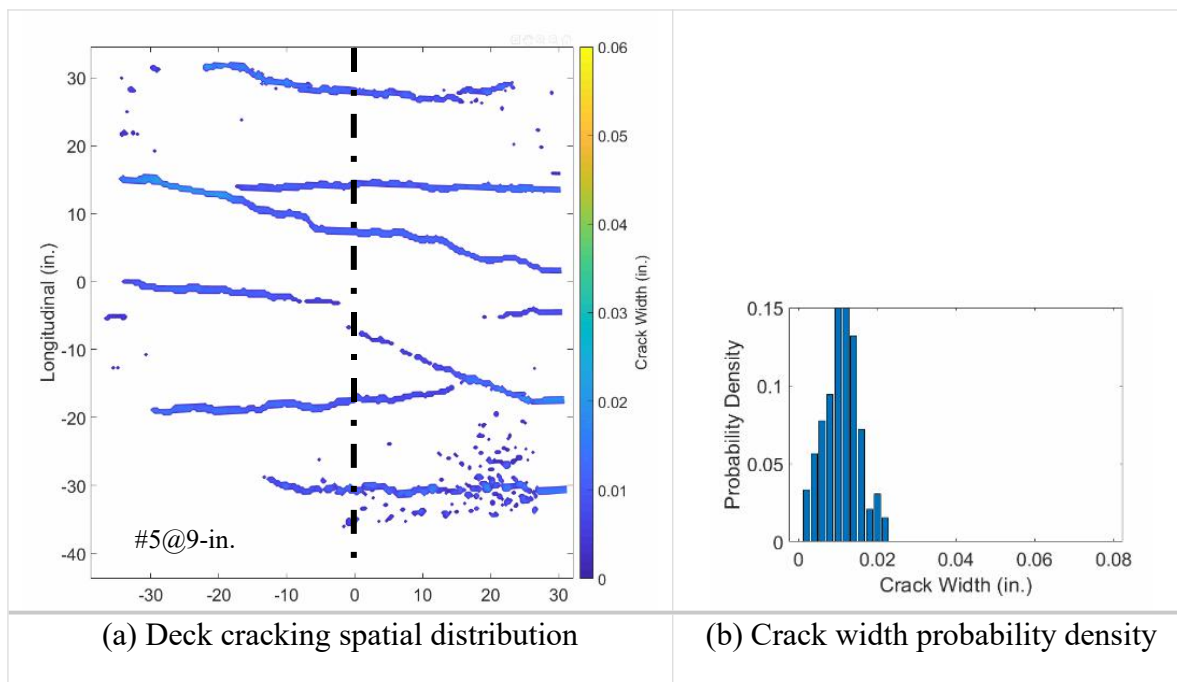 30
20
10
0
-10
-20
-30
-40
Longitudinal (in.)
-30 -20 -10 0 10 20 30
#5@9-in.
0.06
0.05
0.04
0.03
0.02
0.01
0
Crack Width (in.)
(a) Deck cracking spatial distribution
0.15
0.1
0.05
0
Probability Density
0 0.02 0.04 0.06 0.08
Crack Width (in.)
(b) Crack width probability density